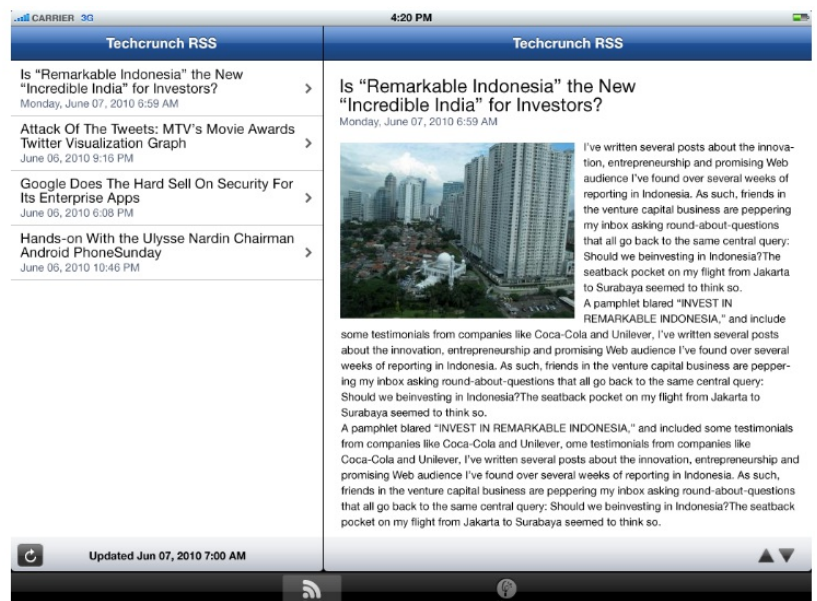 CARRIER 3G
4:20 PM
Techcrunch RSS
Is “Remarkable Indonesia” the New
“Incredible India” for Investors?
Monday, June 07, 2010 6:59 AM
Attack Of The Tweets: MTV’s Movie Awards
Twitter Visualization Graph
June 06, 2010 9:16 PM
Google Does The Hard Sell On Security For
Its Enterprise Apps
June 06, 2010 6:08 PM
Hands-on With the Ulysse Nardin Chairman
Android PhoneSunday
June 06, 2010 10:46 PM
Updated Jun 07, 2010 7:00 AM
Techcrunch RSS
Is “Remarkable Indonesia” the New
“Incredible India” for Investors?
Monday, June 07, 2010 6:59 AM
I’ve written several posts about the innova-
tion, entrepreneurship and promising Web
audience I’ve found over several weeks of
reporting in Indonesia. As such, friends in
the venture capital business are peppering
my inbox asking round-about-questions
that all go back to the same central query:
Should we beinvesting in Indonesia?The
seatback pocket on my flight from Jakarta
to Surabaya seemed to think so.
A pamphlet blared “INVEST IN
REMARKABLE INDONESIA,” and include
some testimonials from companies like Coca-Cola and Unilever, I’ve written several posts
about the innovation, entrepreneurship and promising Web audience I’ve found over several
weeks of reporting in Indonesia. As such, friends in the venture capital business are pepper-
ing my inbox asking round-about-questions that all go back to the same central query:
Should we beinvesting in Indonesia?The seatback pocket on my flight from Jakarta to
Surabaya seemed to think so.
A pamphlet blared “INVEST IN REMARKABLE INDONESIA,” and included some testimonials
from companies like Coca-Cola and Unilever, ome testimonials from companies like
Coca-Cola and Unilever, I’ve written several posts about the innovation, entrepreneurship and
promising Web audience I’ve found over several weeks of reporting in Indonesia. As such,
friends in the venture capital business are peppering my inbox asking round-about-questions
that all go back to the same central query: Should we beinvesting in Indonesia?The seatback
pocket on my flight from Jakarta to Surabaya seemed to think so.